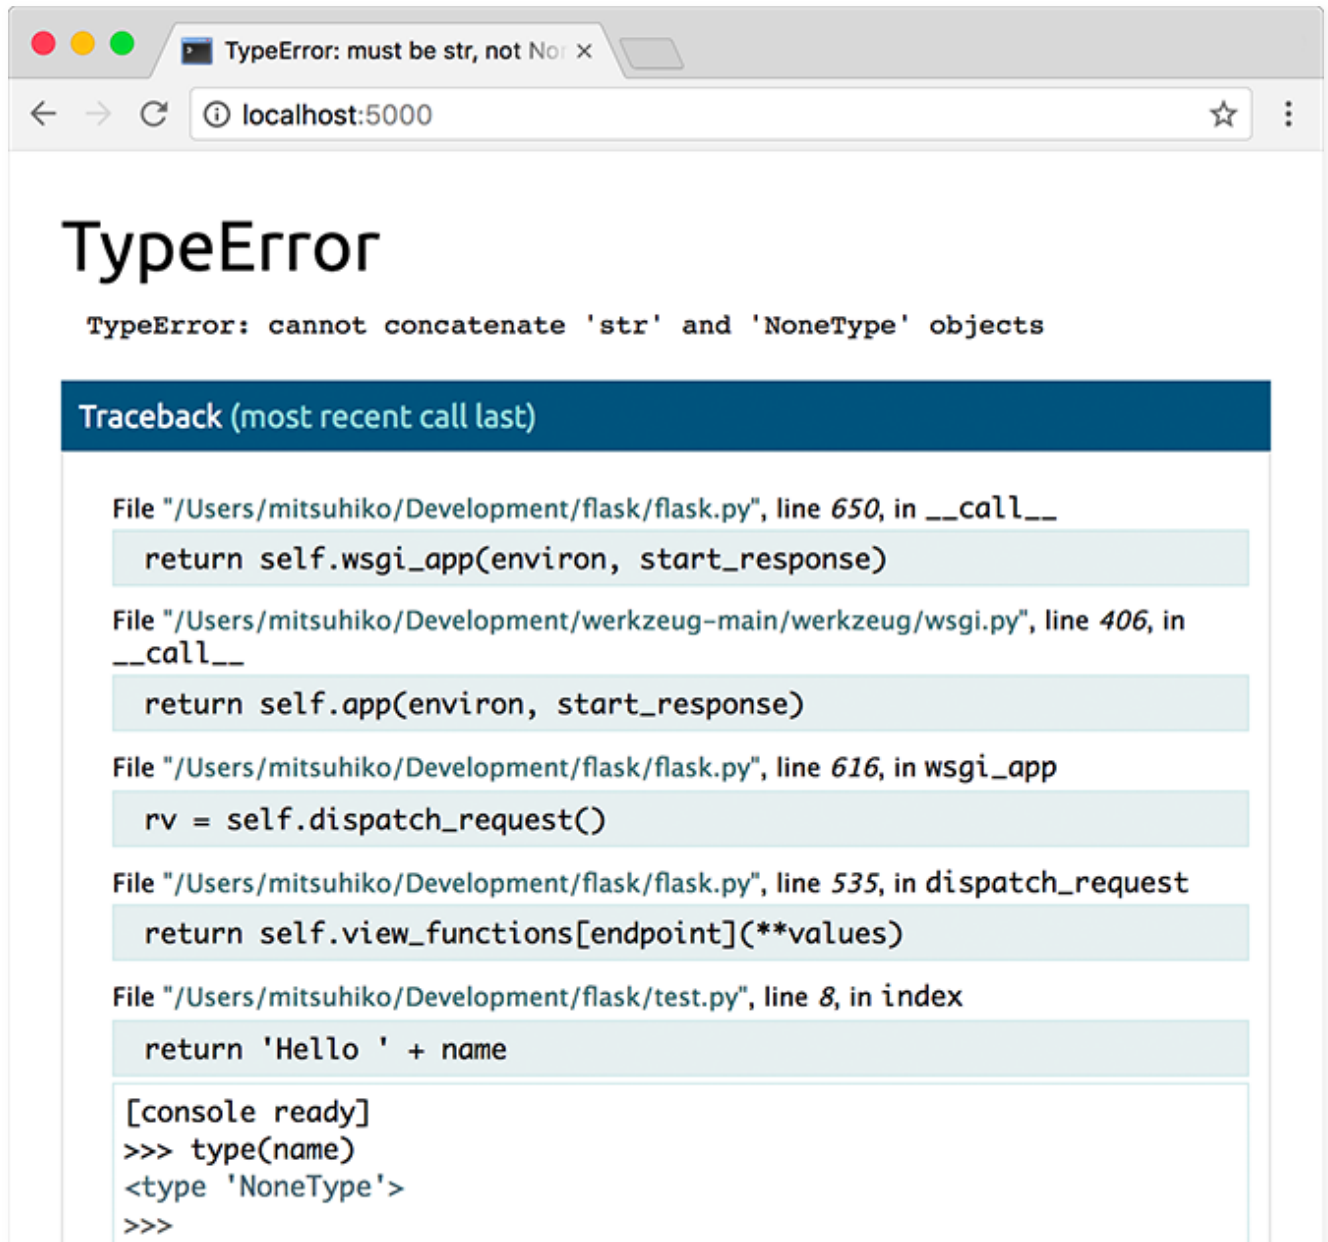 TypeError: must be str, not Non
localhost:5000
TypeError
TypeError: cannot concatenate 'str' and 'NoneType' objects
Traceback (most recent call last)
File "/Users/mitsuhiko/Development/flask/flask.py", line 650, in __call__
return self.wsgi_app(environ, start_response)
File "/Users/mitsuhiko/Development/werkzeug-main/werkzeug/wsgi.py", line 406, in
__call__
return self.app(environ, start_response)
File "/Users/mitsuhiko/Development/flask/flask.py", line 616, in wsgi_app
rv = self.dispatch_request()
File "/Users/mitsuhiko/Development/flask/flask.py", line 535, in dispatch_request
return self.view_functions[endpoint](**values)
File "/Users/mitsuhiko/Development/flask/test.py", line 8, in index
return 'Hello ' + name
[console ready]
>>> type(name)
<type 'NoneType'>
>>>